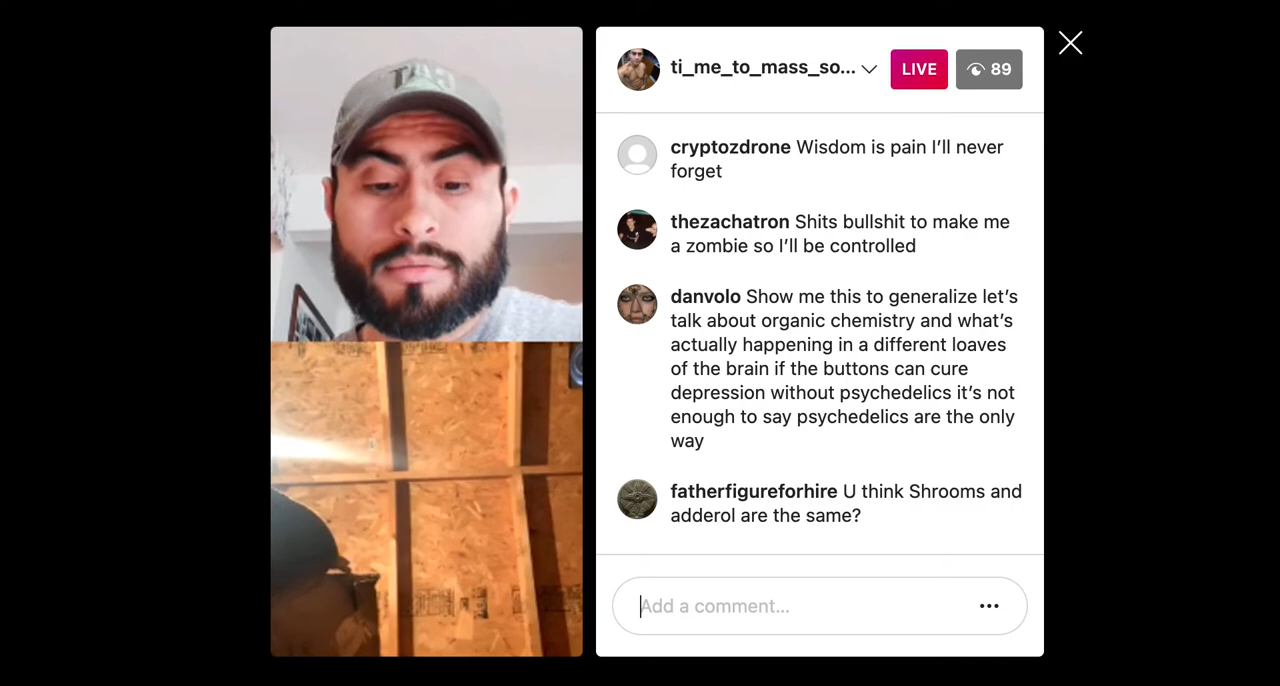 CAT
ti_me_to_mass_so...
LIVE
89
cryptozdrone Wisdom is pain I’ll never
forget
thezachatron Shits bullshit to make me
a zombie so I’ll be controlled
danvolo Show me this to generalize let’s
talk about organic chemistry and what’s
actually happening in a different loaves
of the brain if the buttons can cure
depression without psychedelics it’s not
enough to say psychedelics are the only
way
fatherfigureforhire U think Shrooms and
adderol are the same?
Add a comment...